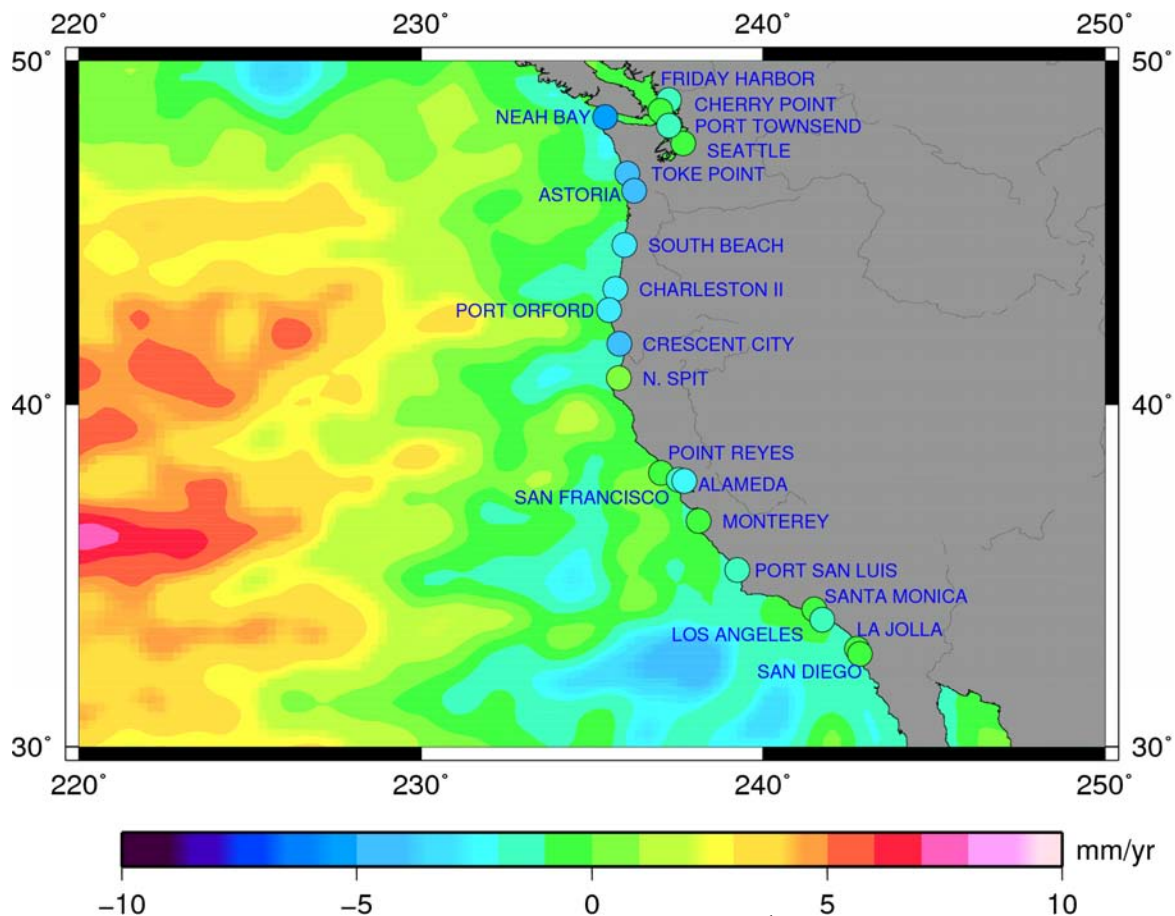 220° 230° 240° 250°
50° 50°
FRIDAY HARBOR
CHERRY POINT
NEAH BAY
PORT TOWNSEND
SEATTLE
TOKE POINT
ASTORIA
SOUTH BEACH
CHARLESTON II
PORT ORFORD
CRESCENT CITY
N. SPIT
40° 40°
POINT REYES
ALAMEDA
SAN FRANCISCO
MONTEREY
PORT SAN LUIS
SANTA MONICA
LOS ANGELES
LA JOLLA
SAN DIEGO
30° 30°
220° 230° 240° 250°
mm/yr
−10 −5 0 5 10